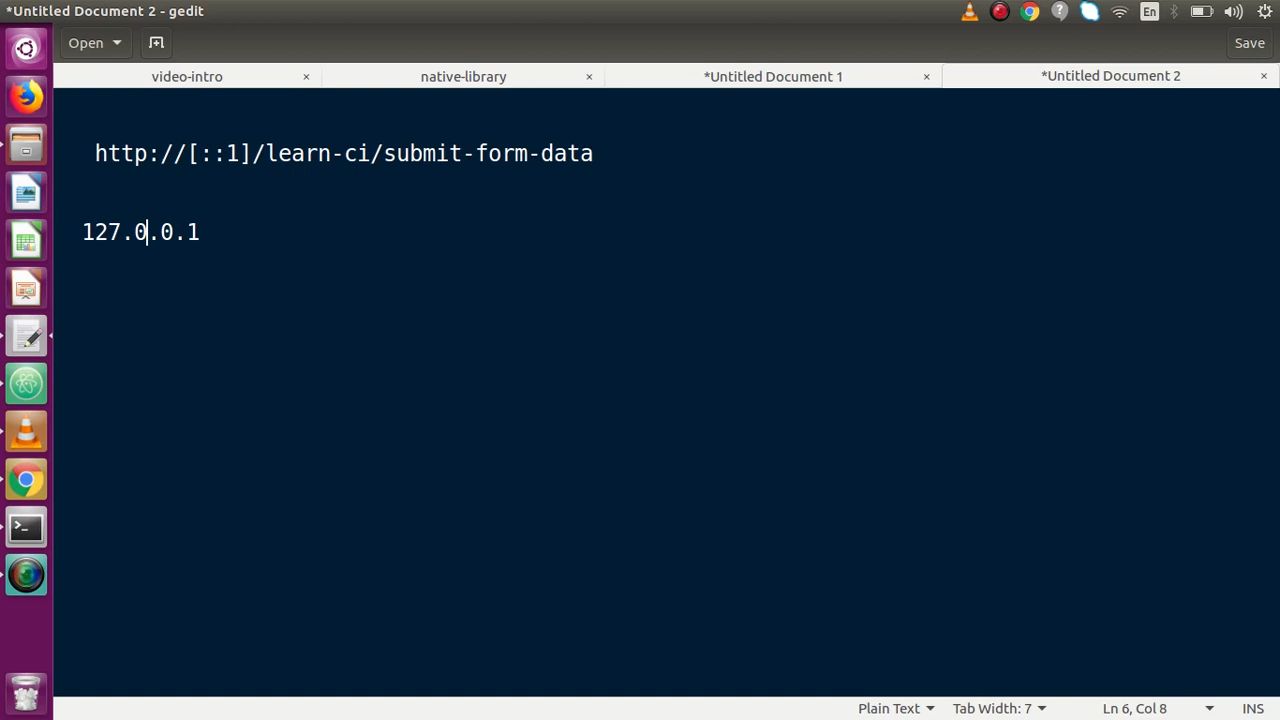 *Untitled Document 2 - gedit
En
Open
Save
video-intro × native-library × *Untitled Document 1 × *Untitled Document 2 ×
http://[::1]/learn-ci/submit-form-data
127.0.0.1
Plain Text Tab Width: 7 Ln 6, Col 8 INS